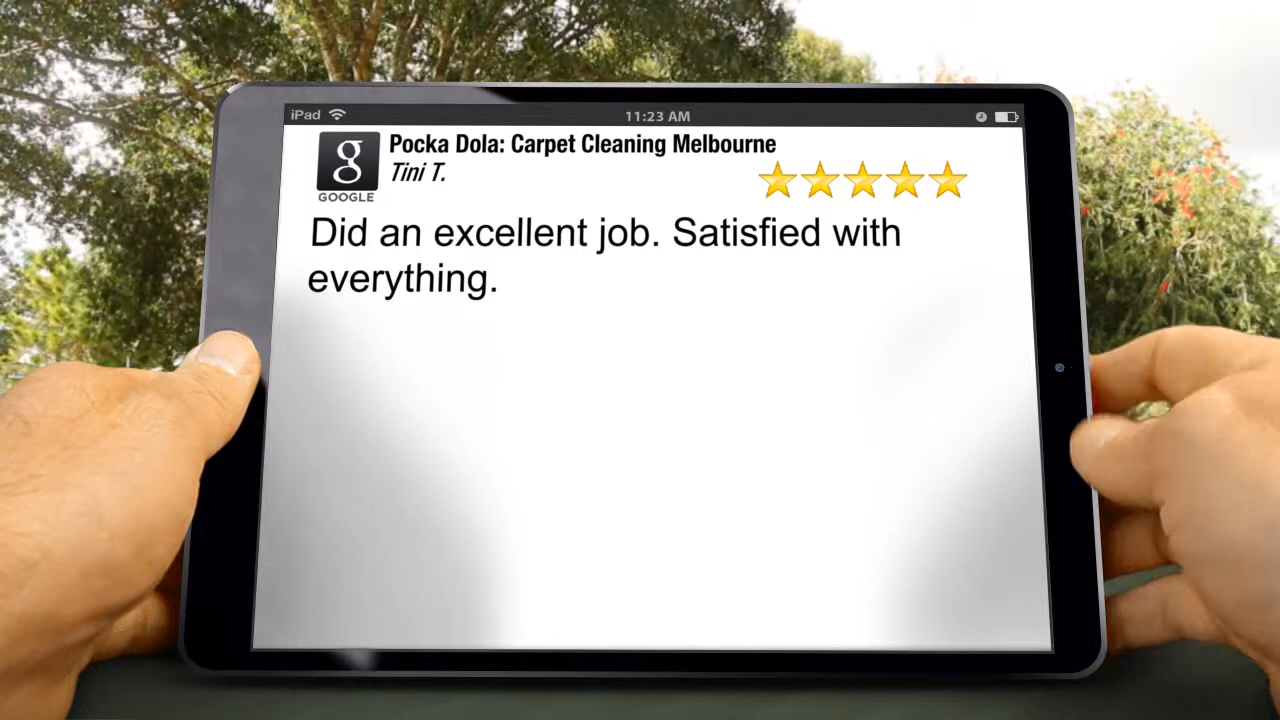 iPad 11:23 AM
g
GOOGLE
Pocka Dola: Carpet Cleaning Melbourne
Tini T.
Did an excellent job. Satisfied with
everything.